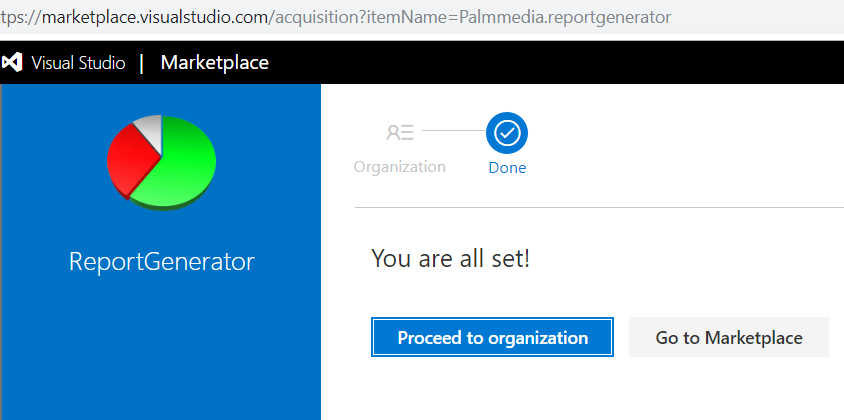 ttps://marketplace.visualstudio.com/acquisition?itemName=Palmmedia.reportgenerator
Visual Studio | Marketplace
Organization
Done
ReportGenerator
You are all set!
Proceed to organization
Go to Marketplace